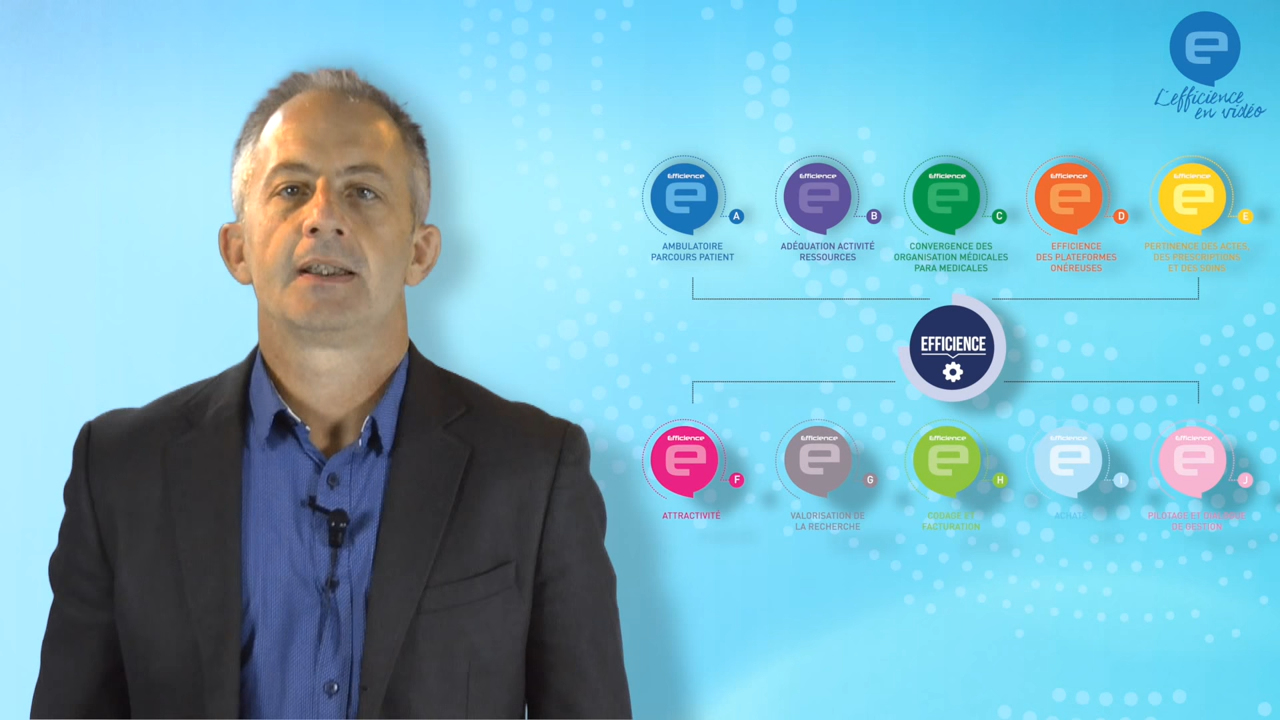 e
L'efficience
en vidéo
Efficience
e
A
AMBULATOIRE
PARCOURS PATIENT
Efficience
e
B
ADÉQUATION ACTIVITÉ
RESSOURCES
Efficience
e
C
CONVERGENCE DES
ORGANISATION MÉDICALES
PARA MEDICALES
Efficience
e
D
EFFICIENCE
DES PLATEFORMES
ONÉREUSES
Efficience
e
E
PERTINENCE DES ACTES,
DES PRESCRIPTIONS
ET DES SOINS
EFFICIENCE
Efficience
e
F
ATTRACTIVITÉ
Efficience
e
G
VALORISATION DE
LA RECHERCHE
Efficience
e
H
CODAGE ET
FACTURATION
Efficience
e
I
ACHATS
Efficience
e
J
PILOTAGE ET DIALOGUE
DE GESTION